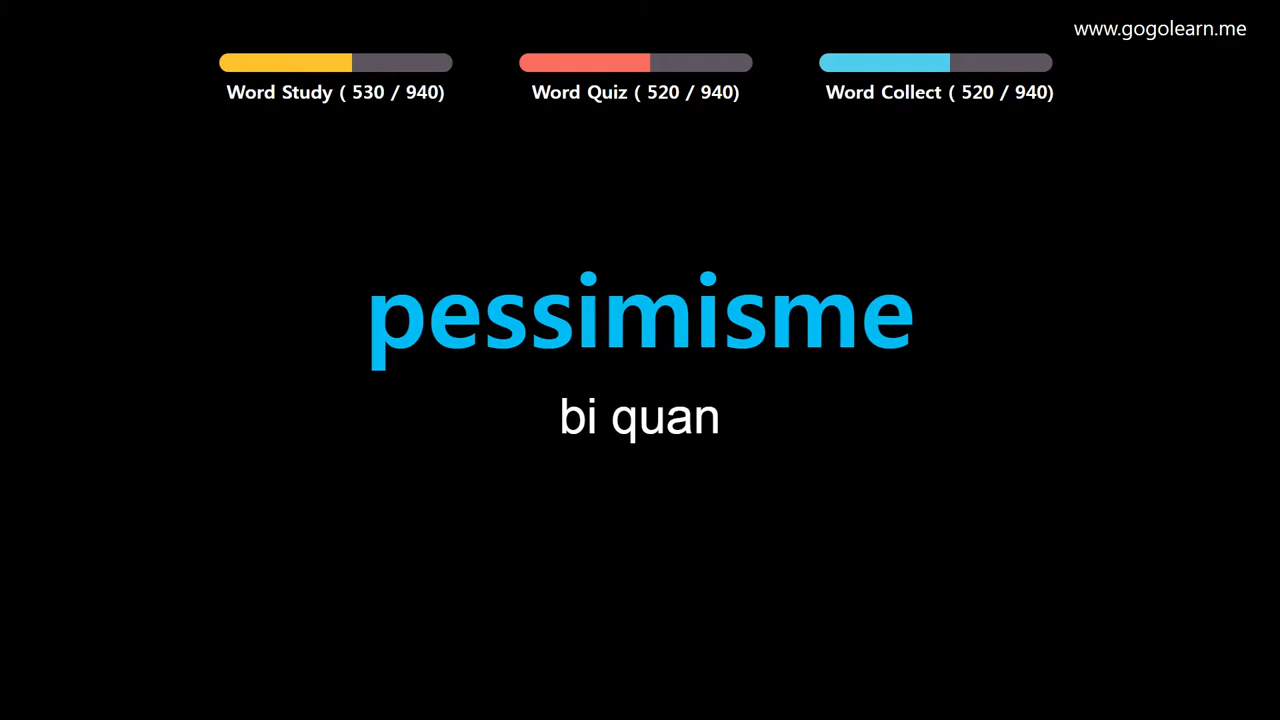 www.gogolearn.me
Word Study ( 530 / 940)
Word Quiz ( 520 / 940)
Word Collect ( 520 / 940)
pessimisme
bi quan